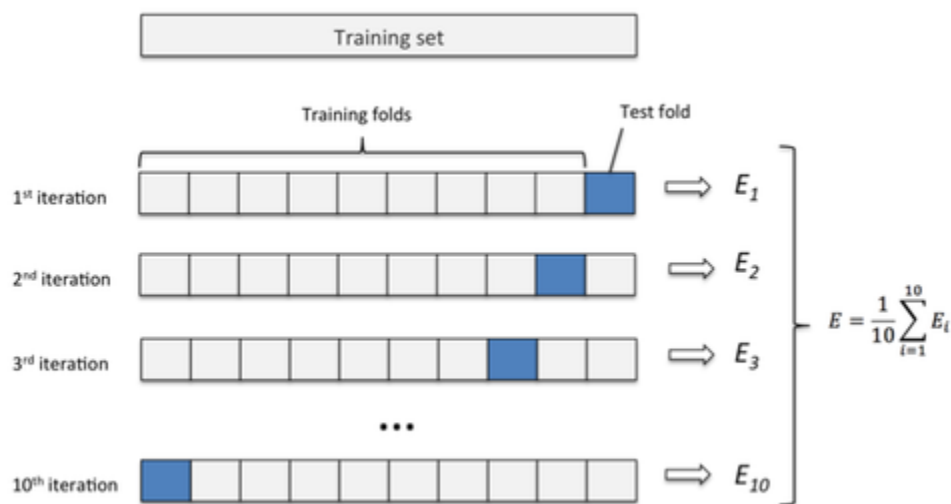 Training set
Training folds
Test fold
1st iteration
E1
2nd iteration
E2
3rd iteration
E3
E = 1/10 10∑i=1 Ei
...
10th iteration
E10